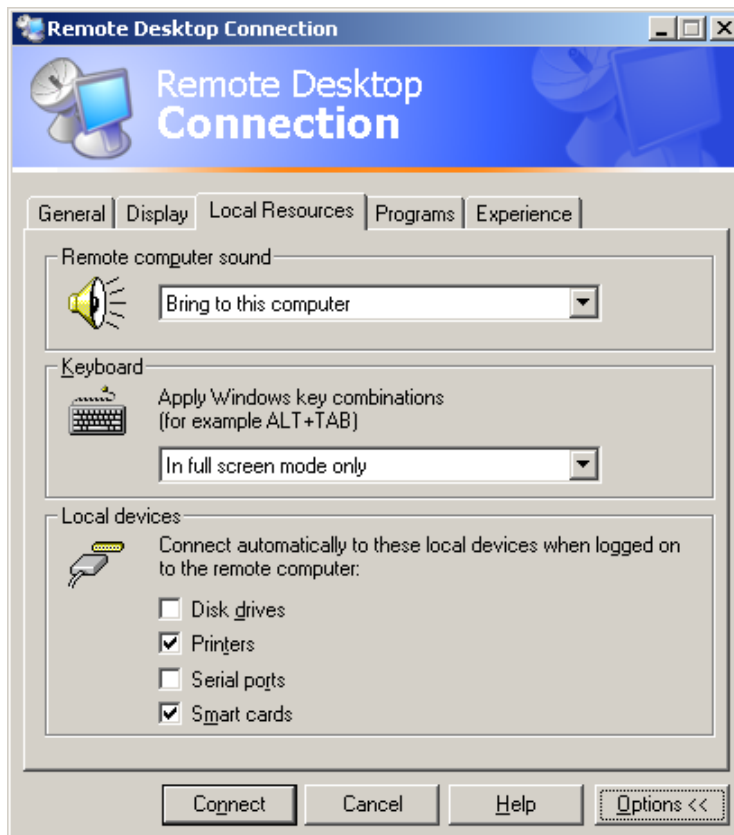 Remote Desktop Connection
Remote Desktop
Connection
General Display Local Resources Programs Experience
Remote computer sound
Bring to this computer
Keyboard
Apply Windows key combinations
(for example ALT+TAB)
In full screen mode only
Local devices
Connect automatically to these local devices when logged on
to the remote computer:
Disk drives
Printers
Serial ports
Smart cards
Connect Cancel Help Options <<